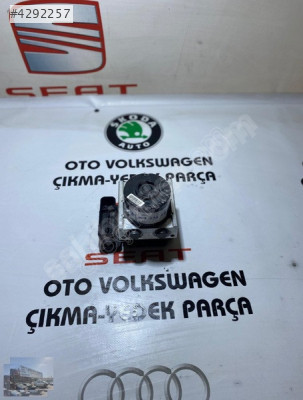 #4292257
SEAT
SKODA
AUTO
OTO VOLKSWAGEN
ÇIKMA-YEDEK PARÇA
SEAT
OTO VOLKSWAGEN
ÇIKMA-YEDEK PARÇA